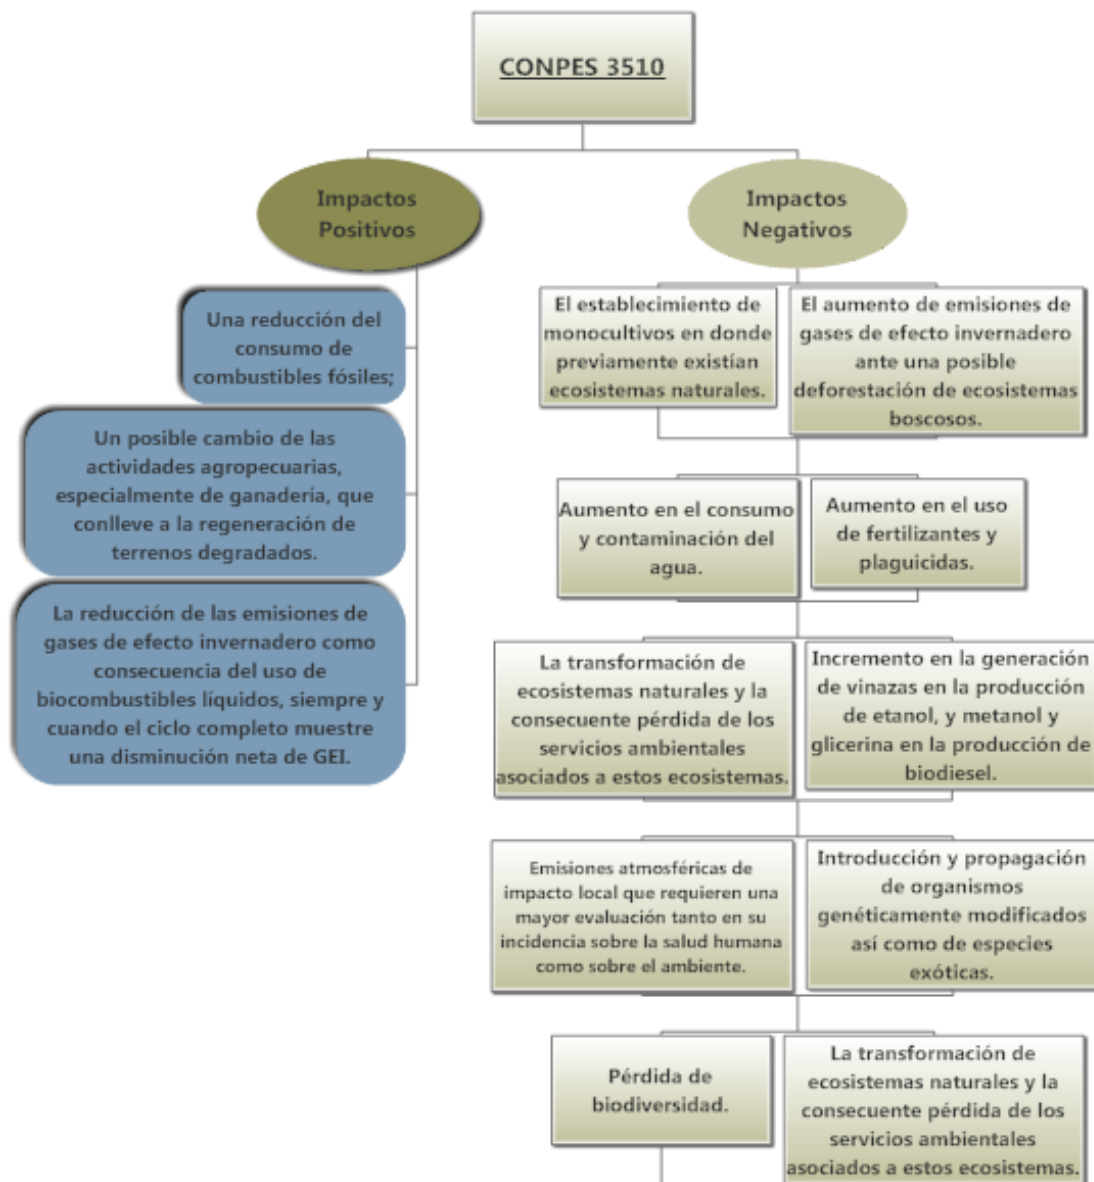 CONPES 3510
Impactos
Positivos
Impactos
Negativos
Una reducción del
consumo de
combustibles fósiles;
Un posible cambio de las
actividades agropecuarias,
especialmente de ganadería, que
conlleve a la regeneración de
terrenos degradados.
La reducción de las emisiones de
gases de efecto invernadero como
consecuencia del uso de
biocombustibles líquidos, siempre y
cuando el ciclo completo muestre
una disminución neta de GEI.
El establecimiento de
monocultivos en donde
previamente existían
ecosistemas naturales.
El aumento de emisiones de
gases de efecto invernadero
ante una posible
deforestación de ecosistemas
boscosos.
Aumento en el consumo
y contaminación del
agua.
Aumento en el uso
de fertilizantes y
plaguicidas.
La transformación de
ecosistemas naturales y la
consecuente pérdida de los
servicios ambientales
asociados a estos ecosistemas.
Incremento en la generación
de vinazas en la producción
de etanol, y metanol y
glicerina en la producción de
biodiesel.
Emisiones atmosféricas de
impacto local que requieren una
mayor evaluación tanto en su
incidencia sobre la salud humana
como sobre el ambiente.
Introducción y propagación
de organismos
genéticamente modificados
así como de especies
exóticas.
Pérdida de
biodiversidad.
La transformación de
ecosistemas naturales y la
consecuente pérdida de los
servicios ambientales
asociados a estos ecosistemas.